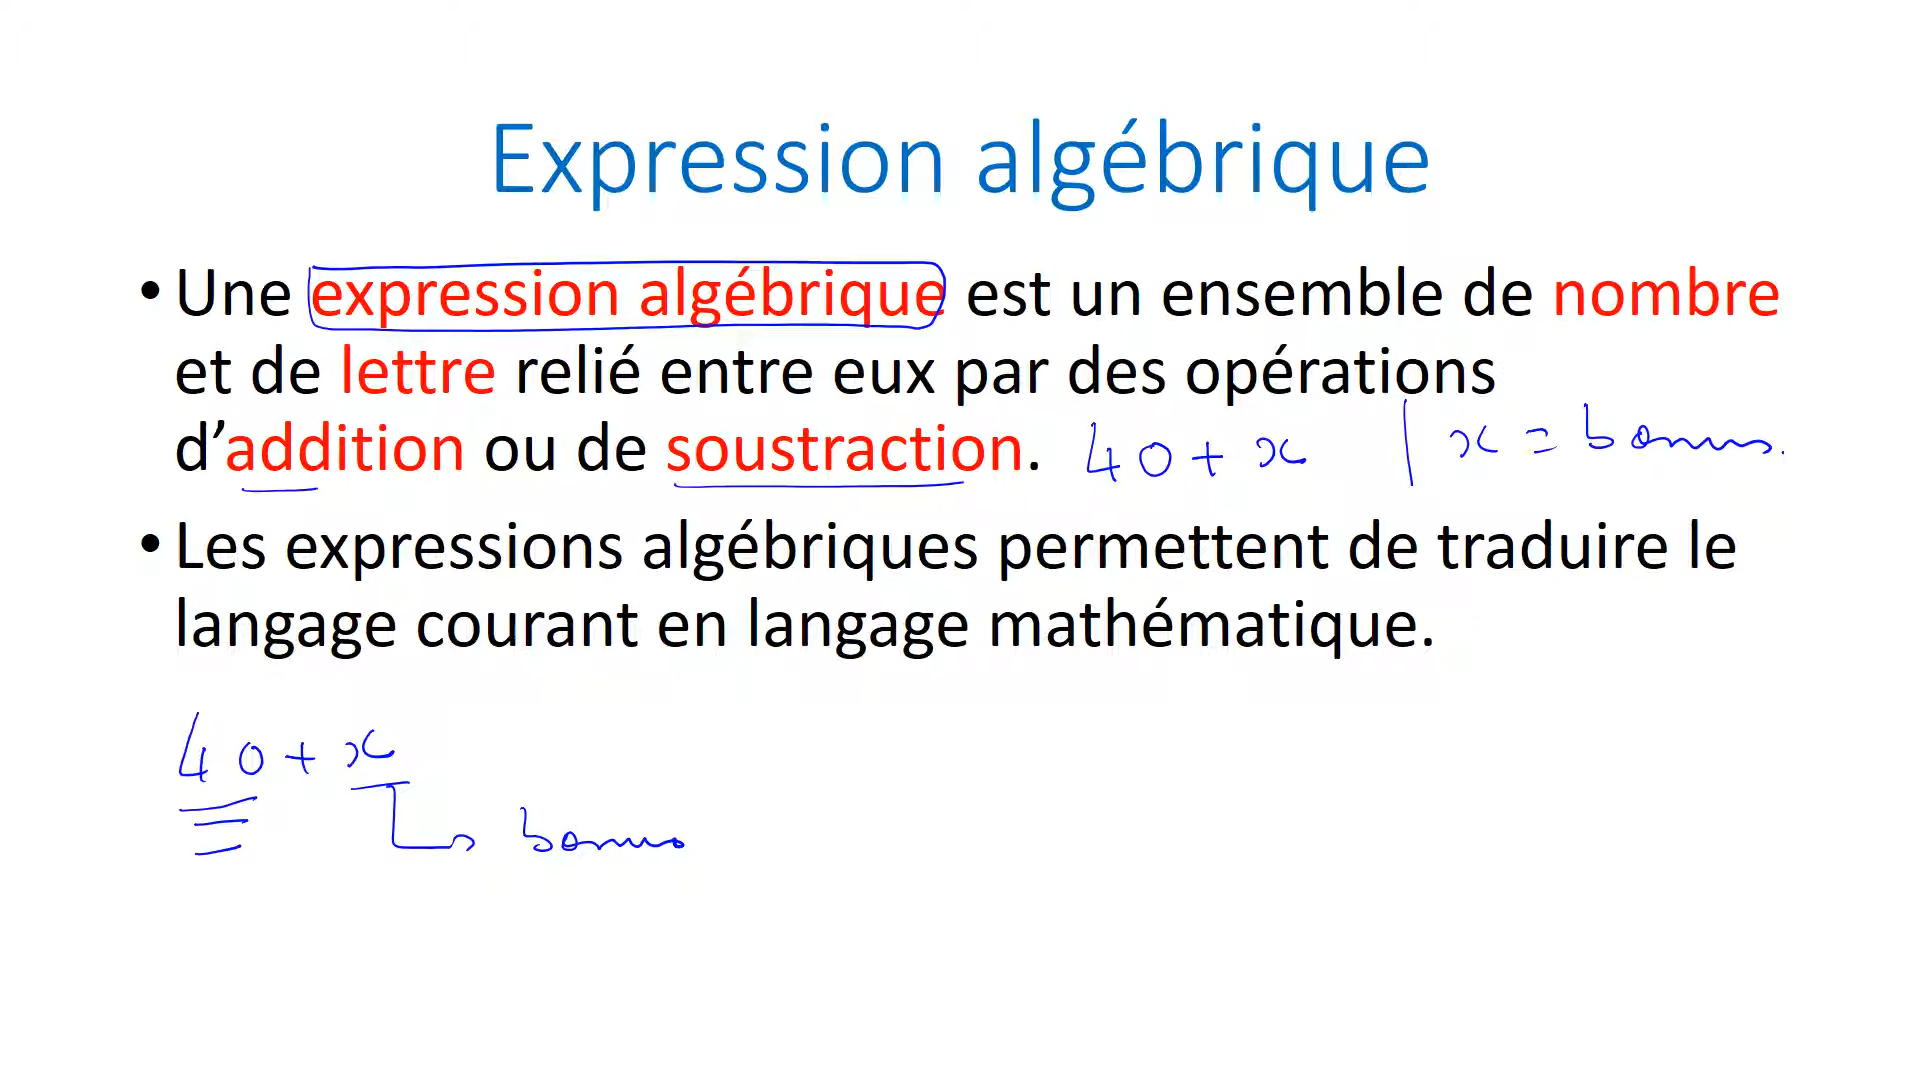 Expression algébrique
• Une expression algébrique est un ensemble de nombre
et de lettre relié entre eux par des opérations
d’addition ou de soustraction. 40 + x | x = bonus.
• Les expressions algébriques permettent de traduire le
langage courant en langage mathématique.
40 + x
bonus